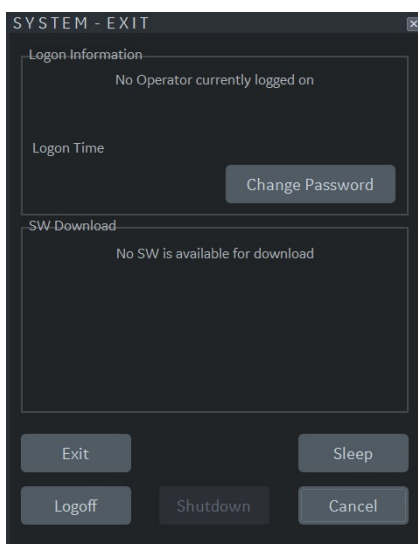 SYSTEM - EXIT
Logon Information
No Operator currently logged on
Logon Time
Change Password
SW Download
No SW is available for download
Exit
Sleep
Logoff
Shutdown
Cancel